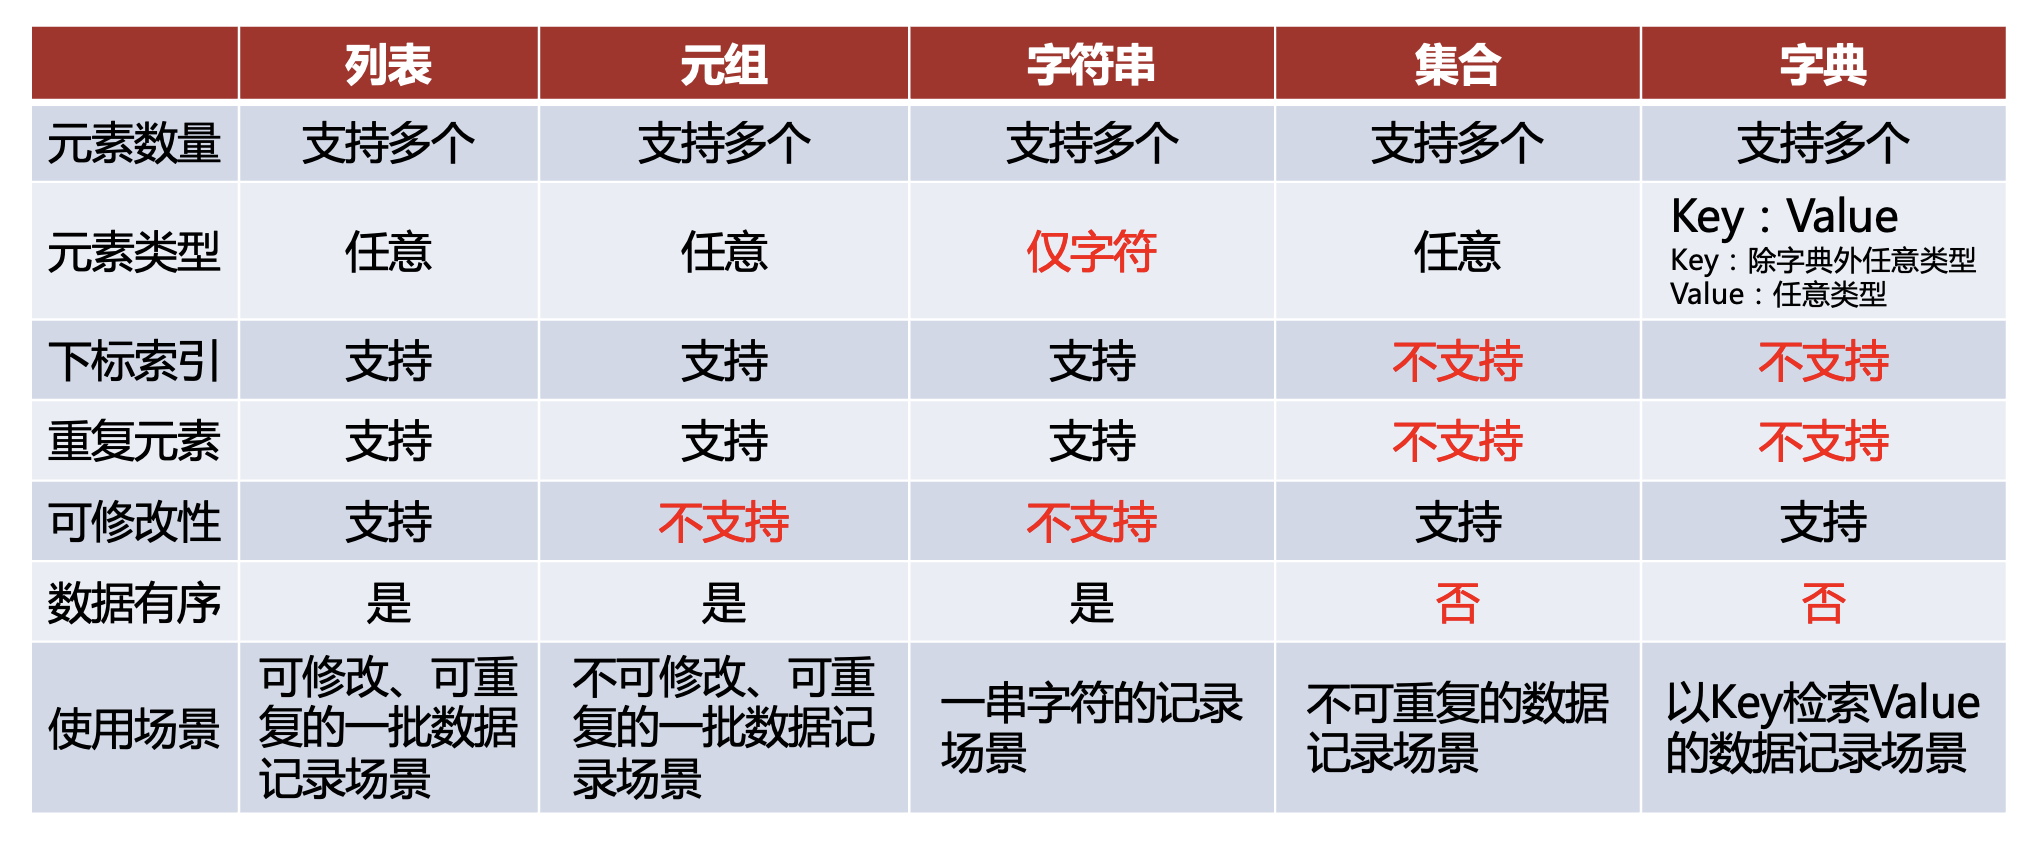 列表 元组 字符串 集合 字典
元素数量 支持多个 支持多个 支持多个 支持多个 支持多个
元素类型 任意 任意 仅字符 任意 Key：Value
Key：除字典外任意类型
Value：任意类型
下标索引 支持 支持 支持 不支持 不支持
重复元素 支持 支持 支持 不支持 不支持
可修改性 支持 不支持 不支持 支持 支持
数据有序 是 是 是 否 否
使用场景
可修改、可重
复的一批数据
记录场景
不可修改、可重
复的一批数据记
录场景
一串字符的记录
场景
不可重复的数据
记录场景
以Key检索Value
的数据记录场景